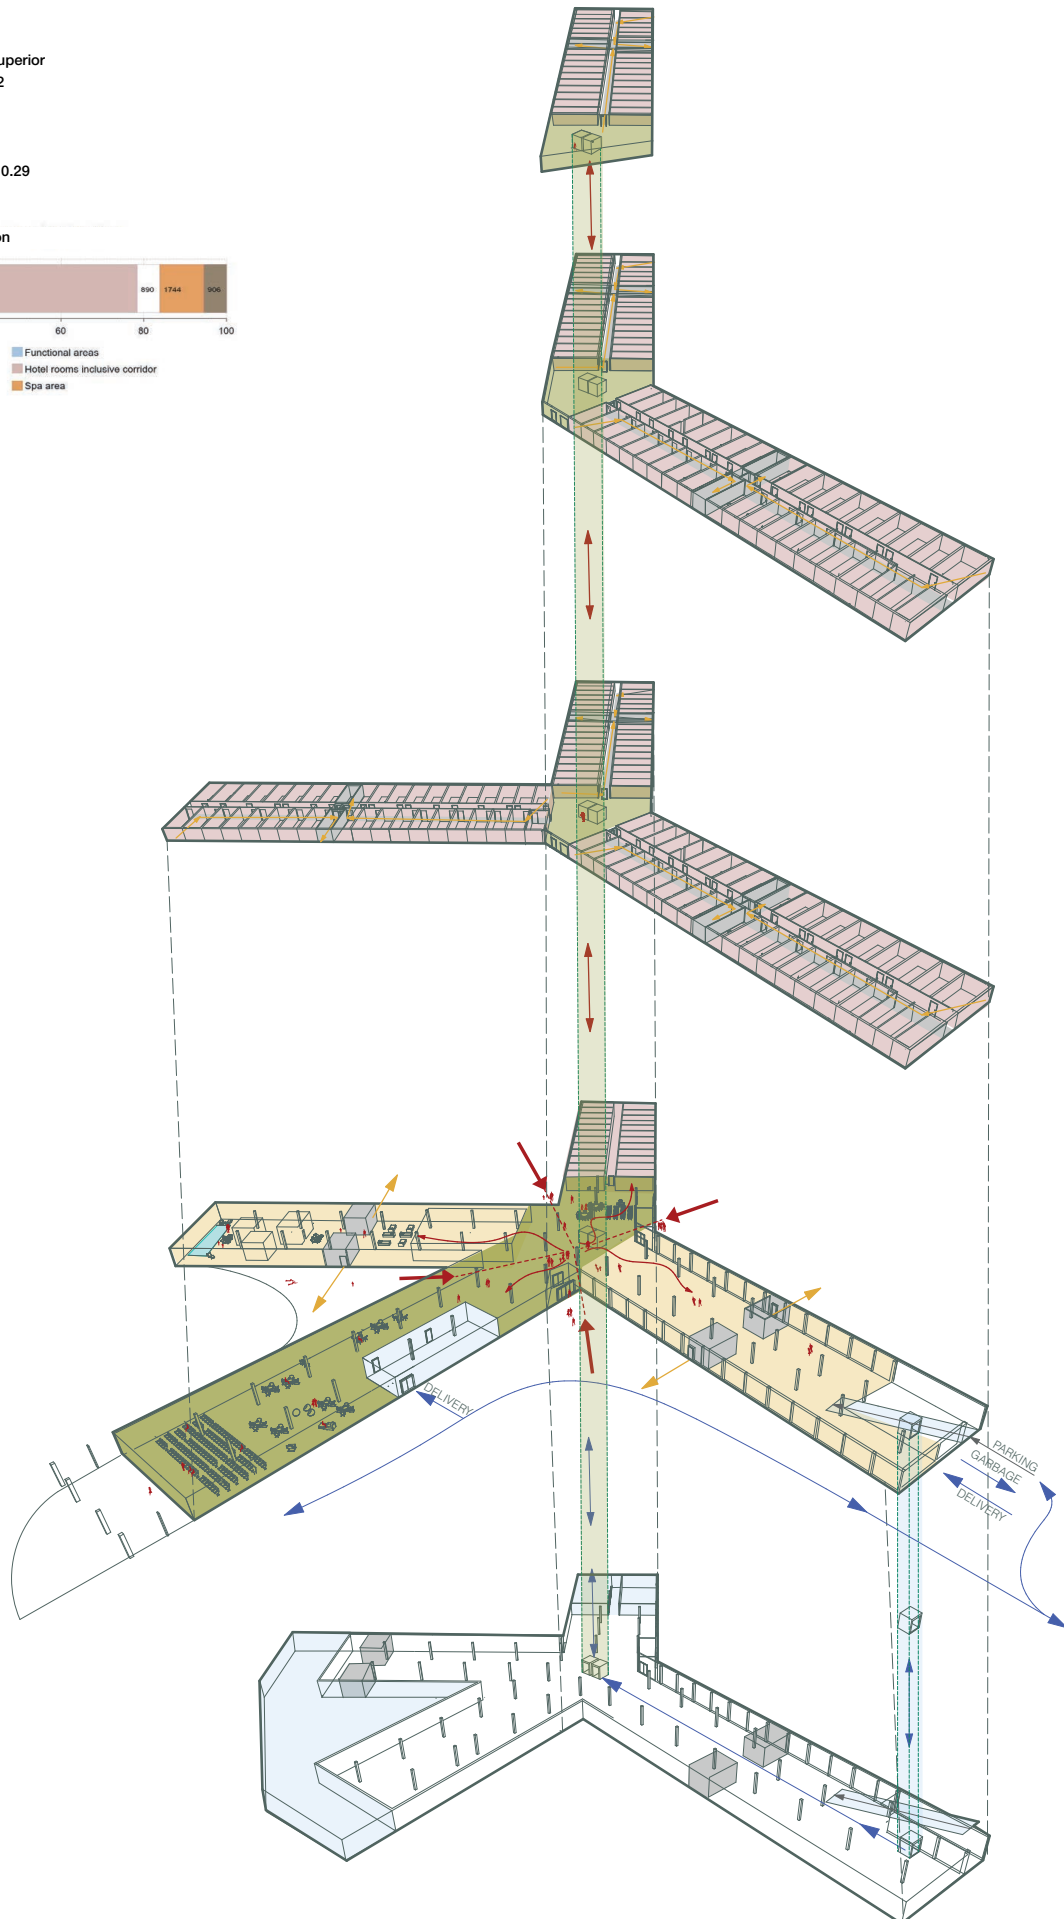 uperior
2
0.29
on
890 1744 906
60 80 100
Functional areas
Hotel rooms inclusive corridor
Spa area
DELIVERY
PARKING
GARBAGE
DELIVERY